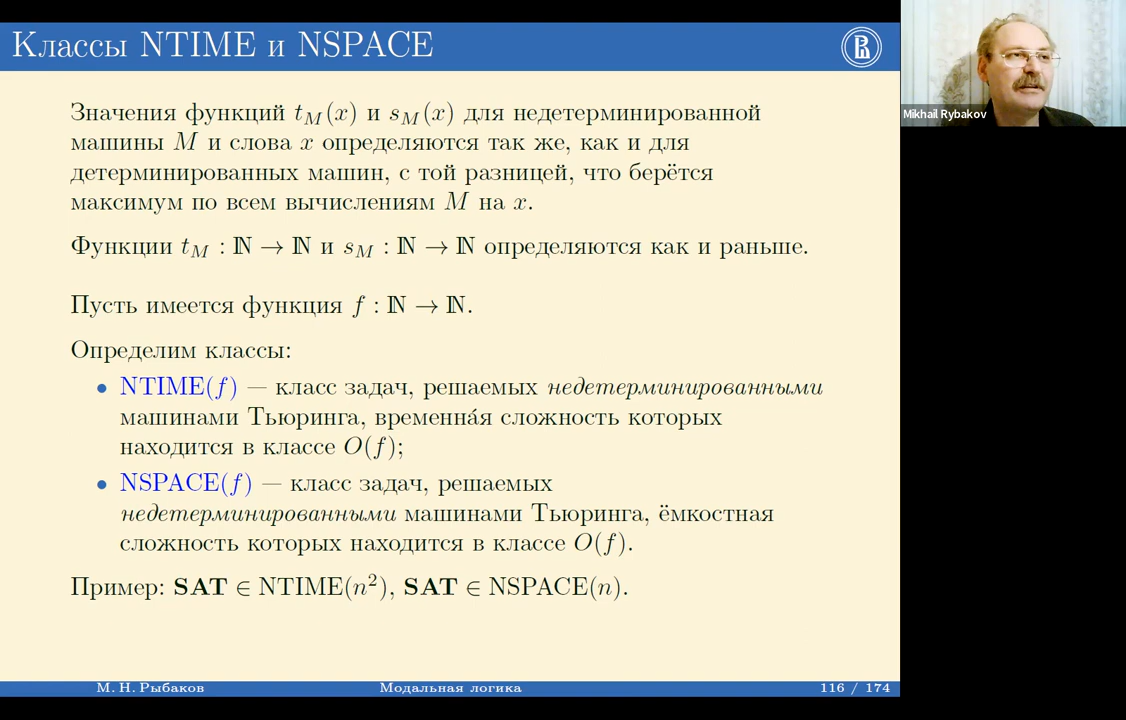 Классы NTIME и NSPACE
Mikhail Rybakov
Значения функций t_M(x) и s_M(x) для недетерминированной
машины M и слова x определяются так же, как и для
детерминированных машин, с той разницей, что берётся
максимум по всем вычислениям M на x.
Функции t_M : ℕ → ℕ и s_M : ℕ → ℕ определяются как и раньше.
Пусть имеется функция f : ℕ → ℕ.
Определим классы:
• NTIME(f) — класс задач, решаемых недетерминированными
машинами Тьюринга, временна́я сложность которых
находится в классе O(f);
• NSPACE(f) — класс задач, решаемых
недетерминированными машинами Тьюринга, ёмкостная
сложность которых находится в классе O(f).
Пример: SAT ∈ NTIME(n²), SAT ∈ NSPACE(n).
М. Н. Рыбаков Модальная логика 116 / 174